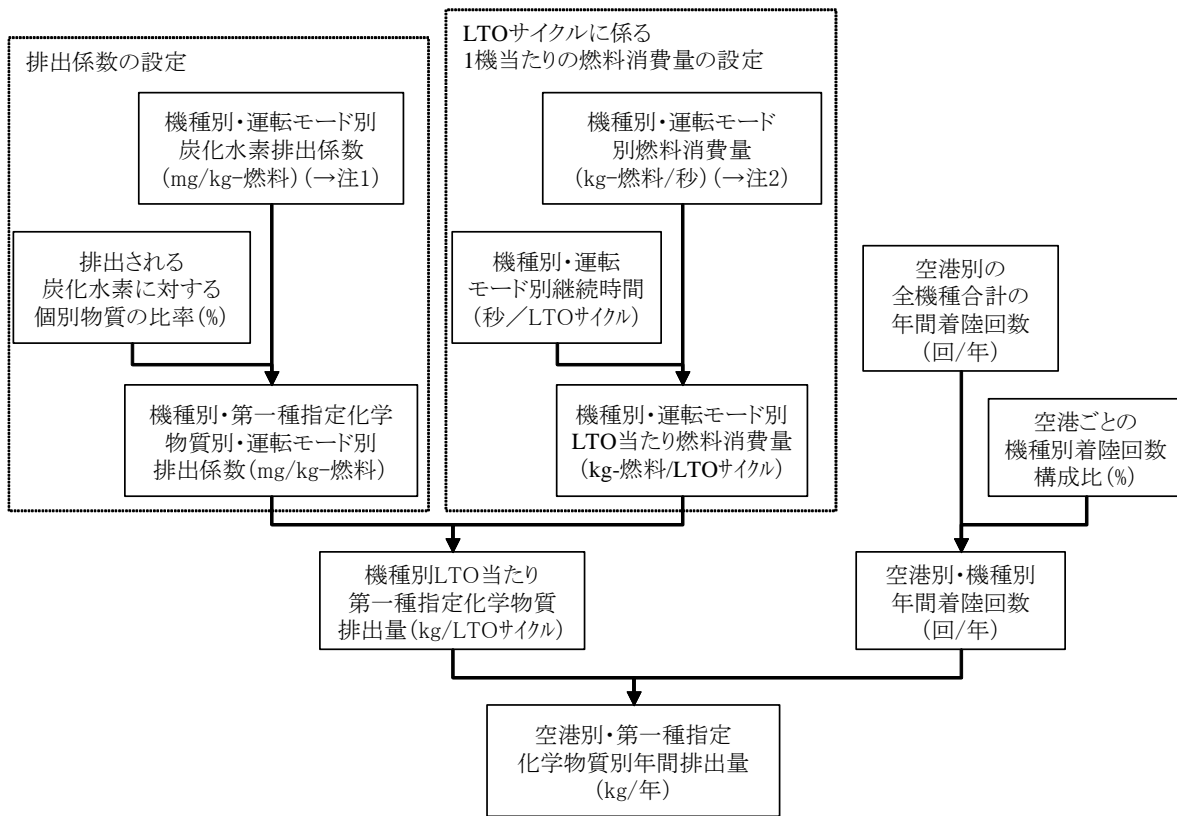 排出係数の設定
機種別・運転モード別
炭化水素排出係数
(mg/kg-燃料)(→注1)
排出される
炭化水素に対する
個別物質の比率(%)
機種別・第一種指定化学
物質別・運転モード別
排出係数(mg/kg-燃料)
LTOサイクルに係る
1機当たりの燃料消費量の設定
機種別・運転モード
別燃料消費量
(kg-燃料/秒)(→注2)
機種別・運転
モード別継続時間
(秒／LTOサイクル)
機種別・運転モード別
LTO当たり燃料消費量
(kg-燃料/LTOサイクル)
空港別の
全機種合計の
年間着陸回数
(回/年)
空港ごとの
機種別着陸回数
構成比(%)
機種別LTO当たり
第一種指定化学物質
排出量(kg/LTOサイクル)
空港別・機種別
年間着陸回数
(回/年)
空港別・第一種指定
化学物質別年間排出量
(kg/年)